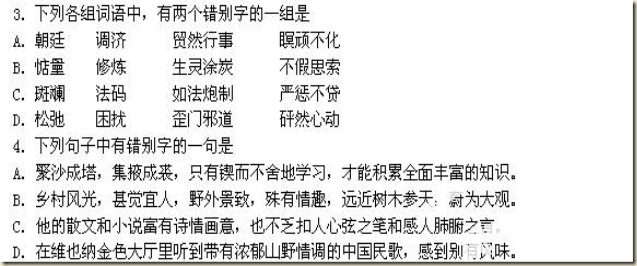 3. 下列各组词语中，有两个错别字的一组是
A. 朝廷 调济 贸然行事 瞑顽不化
B. 惦量 修炼 生灵涂炭 不假思索
C. 斑斓 法码 如法炮制 严惩不贷
D. 松弛 困扰 歪门邪道 砰然心动
4. 下列句子中有错别字的一句是
A. 聚沙成塔，集掖成裘，只有锲而不舍地学习，才能积累全面丰富的知识。
B. 乡村风光，甚觉宜人，野外景致，殊有情趣，远近树木参天，蔚为大观。
C. 他的散文和小说富有诗情画意，也不乏扣人心弦之笔和感人肺腑之言。
D. 在维也纳金色大厅里听到带有浓郁山野情调的中国民歌，感到别有风味。